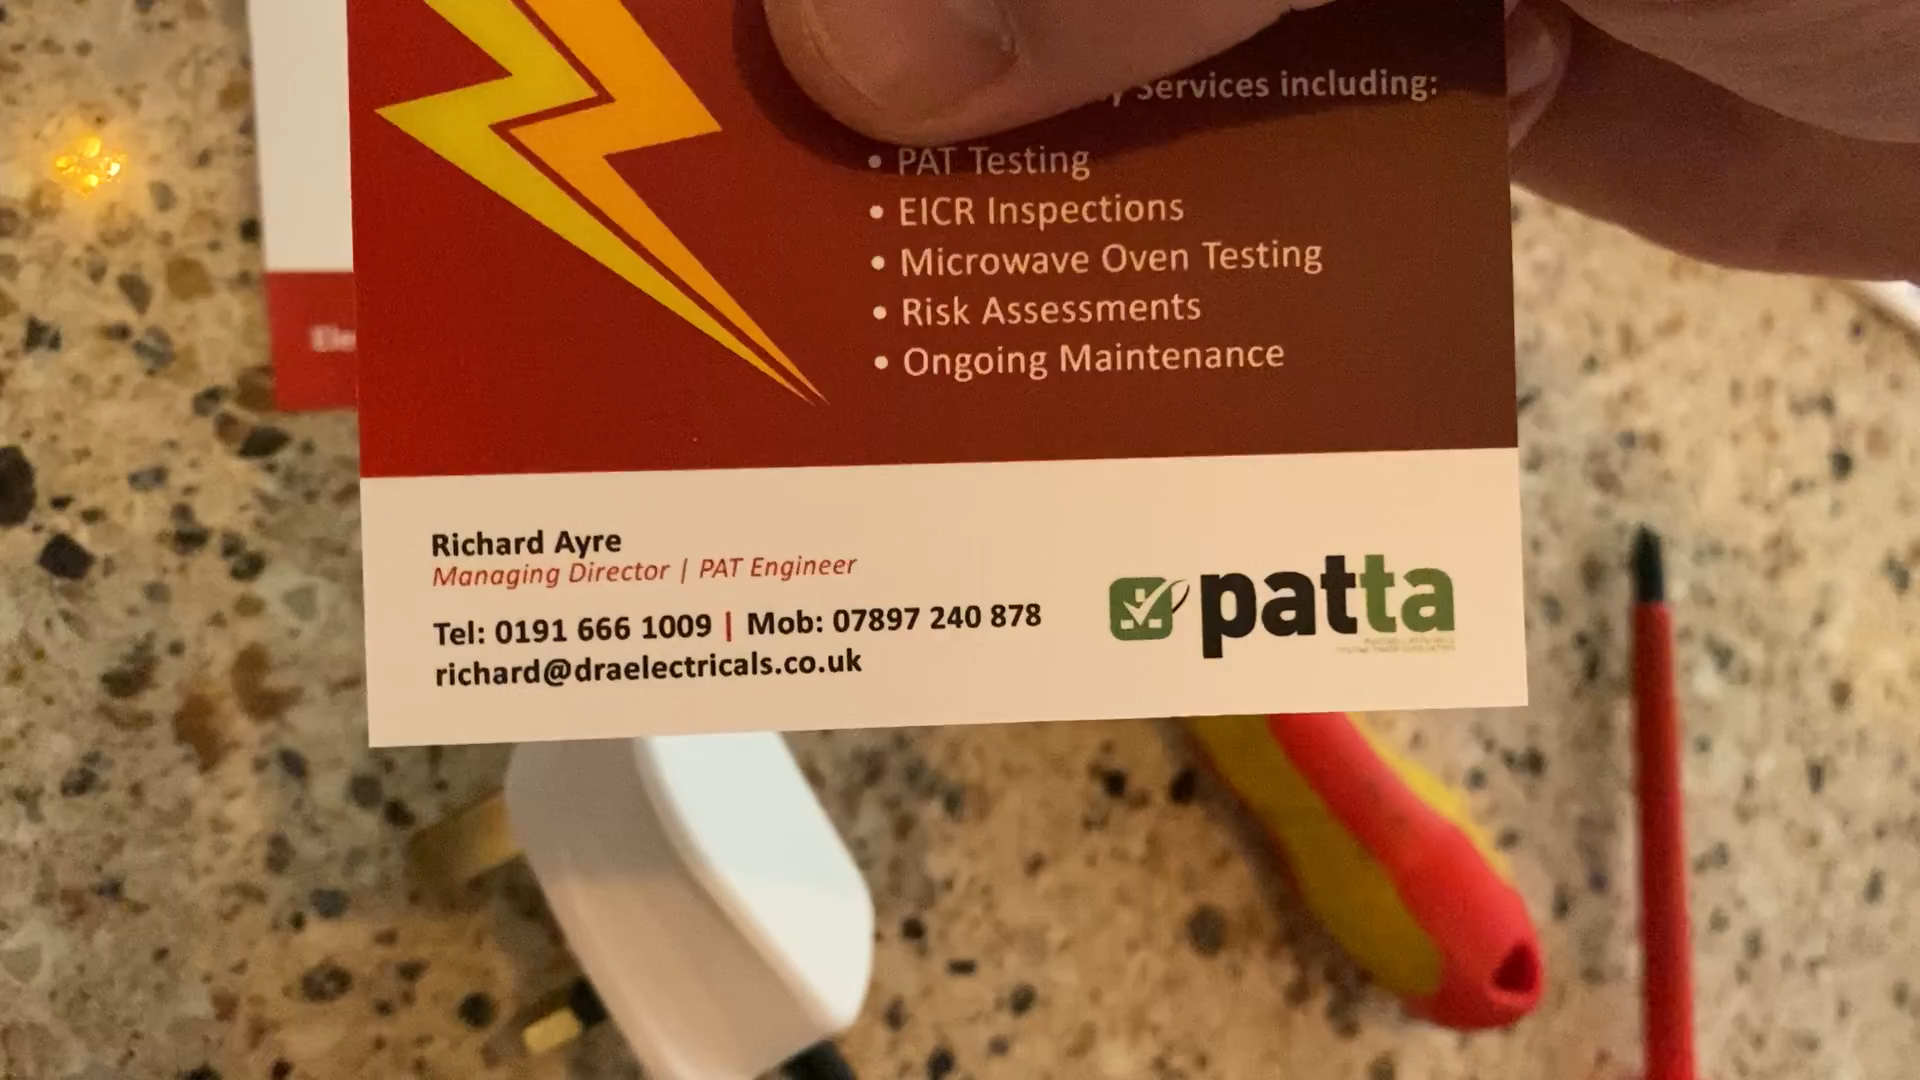 Services including:
• PAT Testing
• EICR Inspections
• Microwave Oven Testing
• Risk Assessments
• Ongoing Maintenance
Richard Ayre
Managing Director | PAT Engineer
Tel: 0191 666 1009 | Mob: 07897 240 878
richard@draelectricals.co.uk
patta